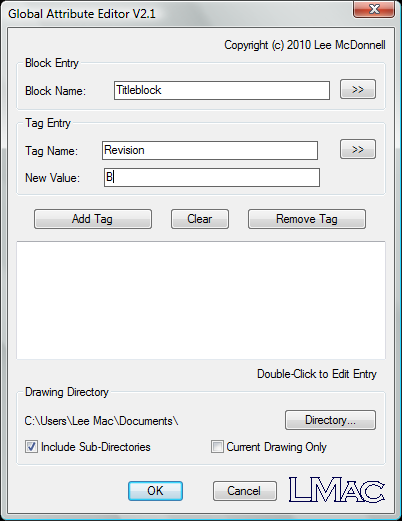 Global Attribute Editor V2.1
Copyright (c) 2010 Lee McDonnell
Block Entry
Block Name: Titleblock >>
Tag Entry
Tag Name: Revision >>
New Value: B
Add Tag Clear Remove Tag
Double-Click to Edit Entry
Drawing Directory
C:\Users\Lee Mac\Documents\ Directory...
Include Sub-Directories Current Drawing Only
OK Cancel LMAC